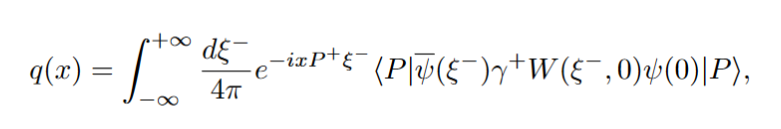 q(x) = \int_{-\infty}^{+\infty} \frac{d\xi^-}{4\pi} e^{-ixP^+\xi^-} \langle P|\overline{\psi}(\xi^-)\gamma^+ W(\xi^-, 0)\psi(0)|P\rangle,